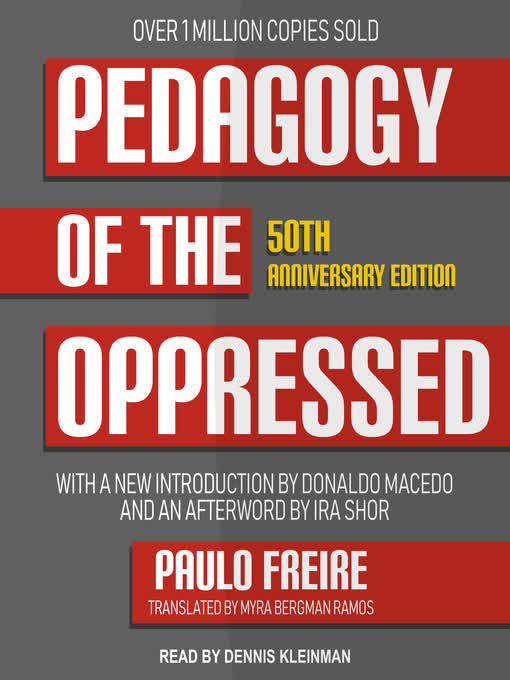 OVER 1 MILLION COPIES SOLD
PEDAGOGY
OF THE
50TH
ANNIVERSARY EDITION
OPPRESSED
WITH A NEW INTRODUCTION BY DONALDO MACEDO
AND AN AFTERWORD BY IRA SHOR
PAULO FREIRE
TRANSLATED BY MYRA BERGMAN RAMOS
READ BY DENNIS KLEINMAN